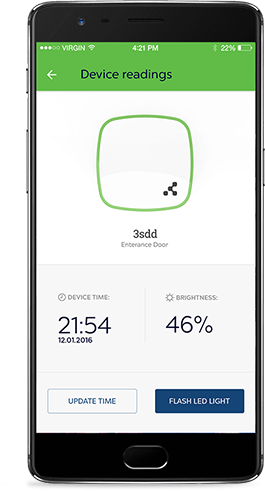 VIRGIN 4:21 PM 22%
Device readings
3sdd
Enterance Door
DEVICE TIME: BRIGHTNESS:
21:54 46%
12.01.2016
UPDATE TIME FLASH LED LIGHT